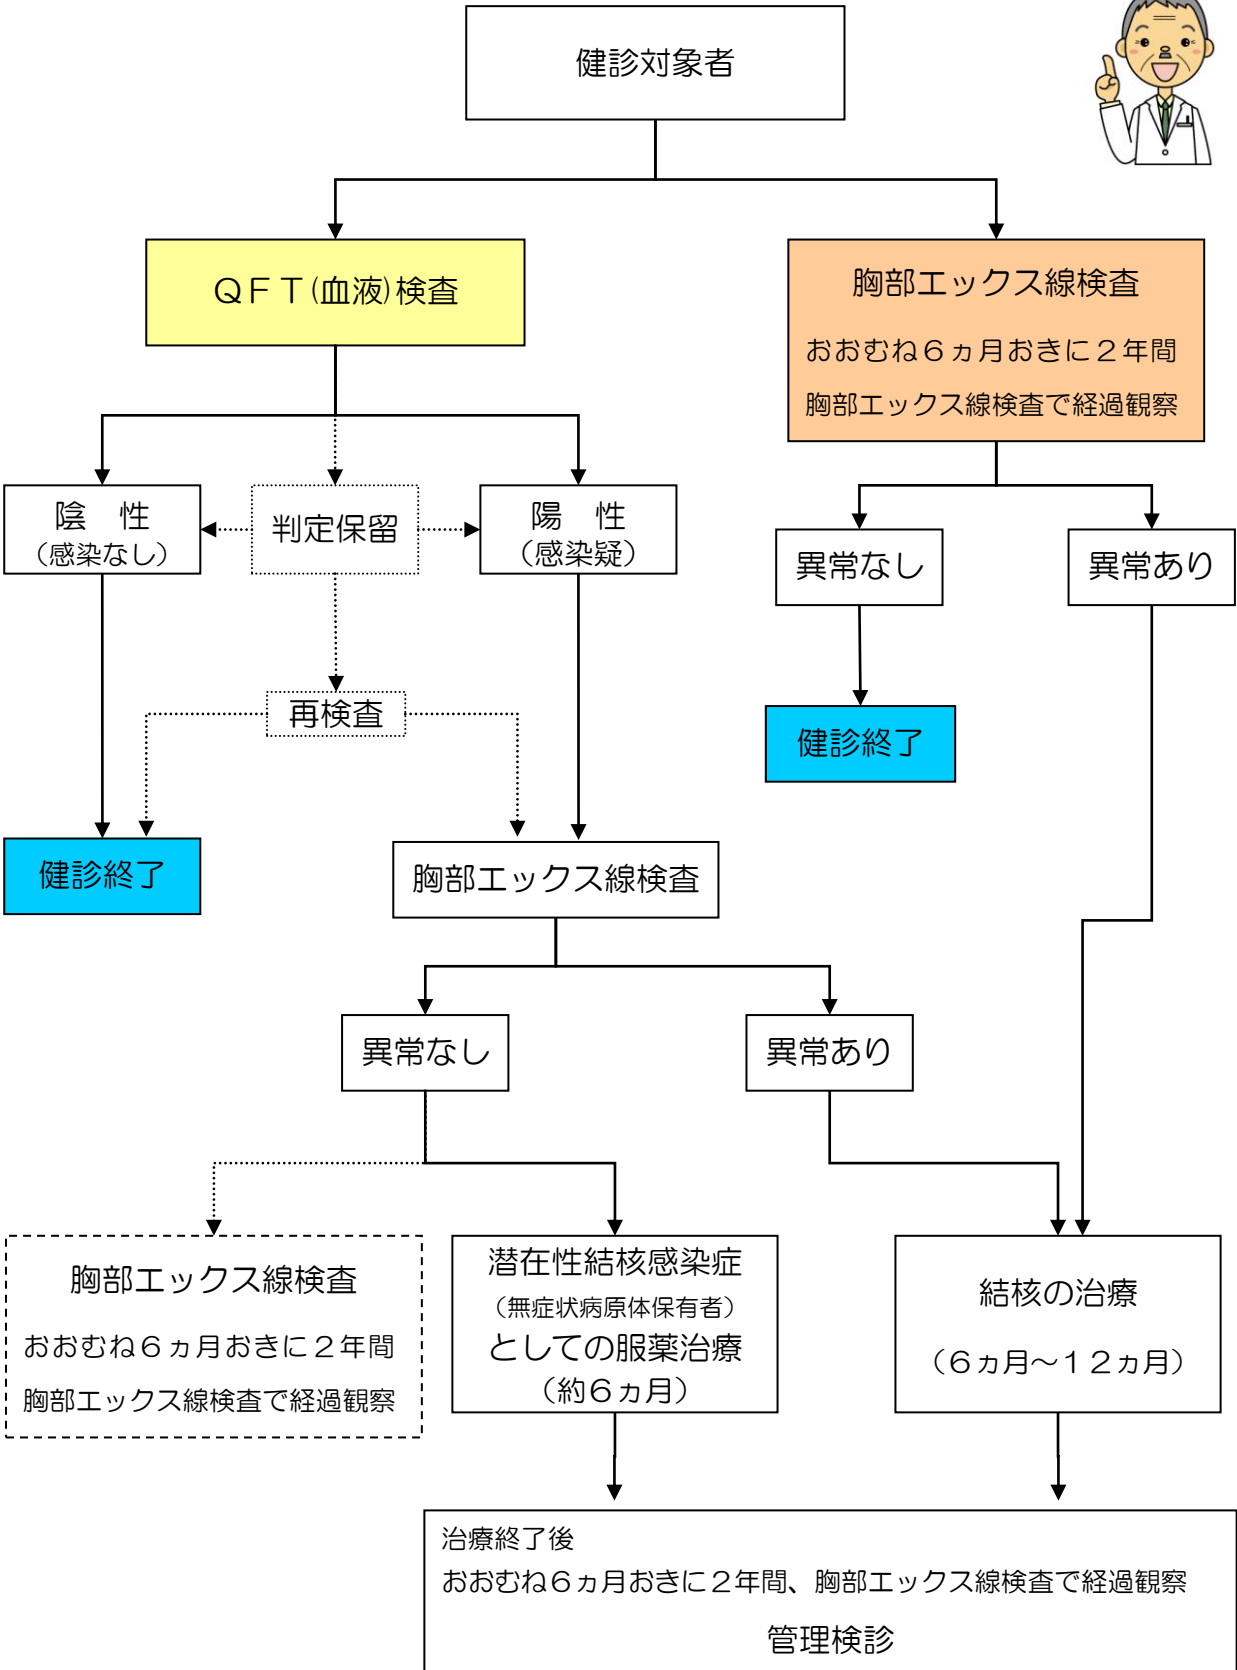 健診対象者
ＱＦＴ(血液)検査
胸部エックス線検査
おおむね６ヵ月おきに２年間
胸部エックス線検査で経過観察
陰　性
（感染なし）
判定保留
陽　性
（感染疑）
異常なし
異常あり
再検査
健診終了
健診終了
胸部エックス線検査
異常なし
異常あり
胸部エックス線検査
おおむね６ヵ月おきに２年間
胸部エックス線検査で経過観察
潜在性結核感染症
（無症状病原体保有者）
としての服薬治療
（約６ヵ月）
結核の治療
（６ヵ月～１２ヵ月）
治療終了後
おおむね６ヵ月おきに２年間、胸部エックス線検査で経過観察
管理検診